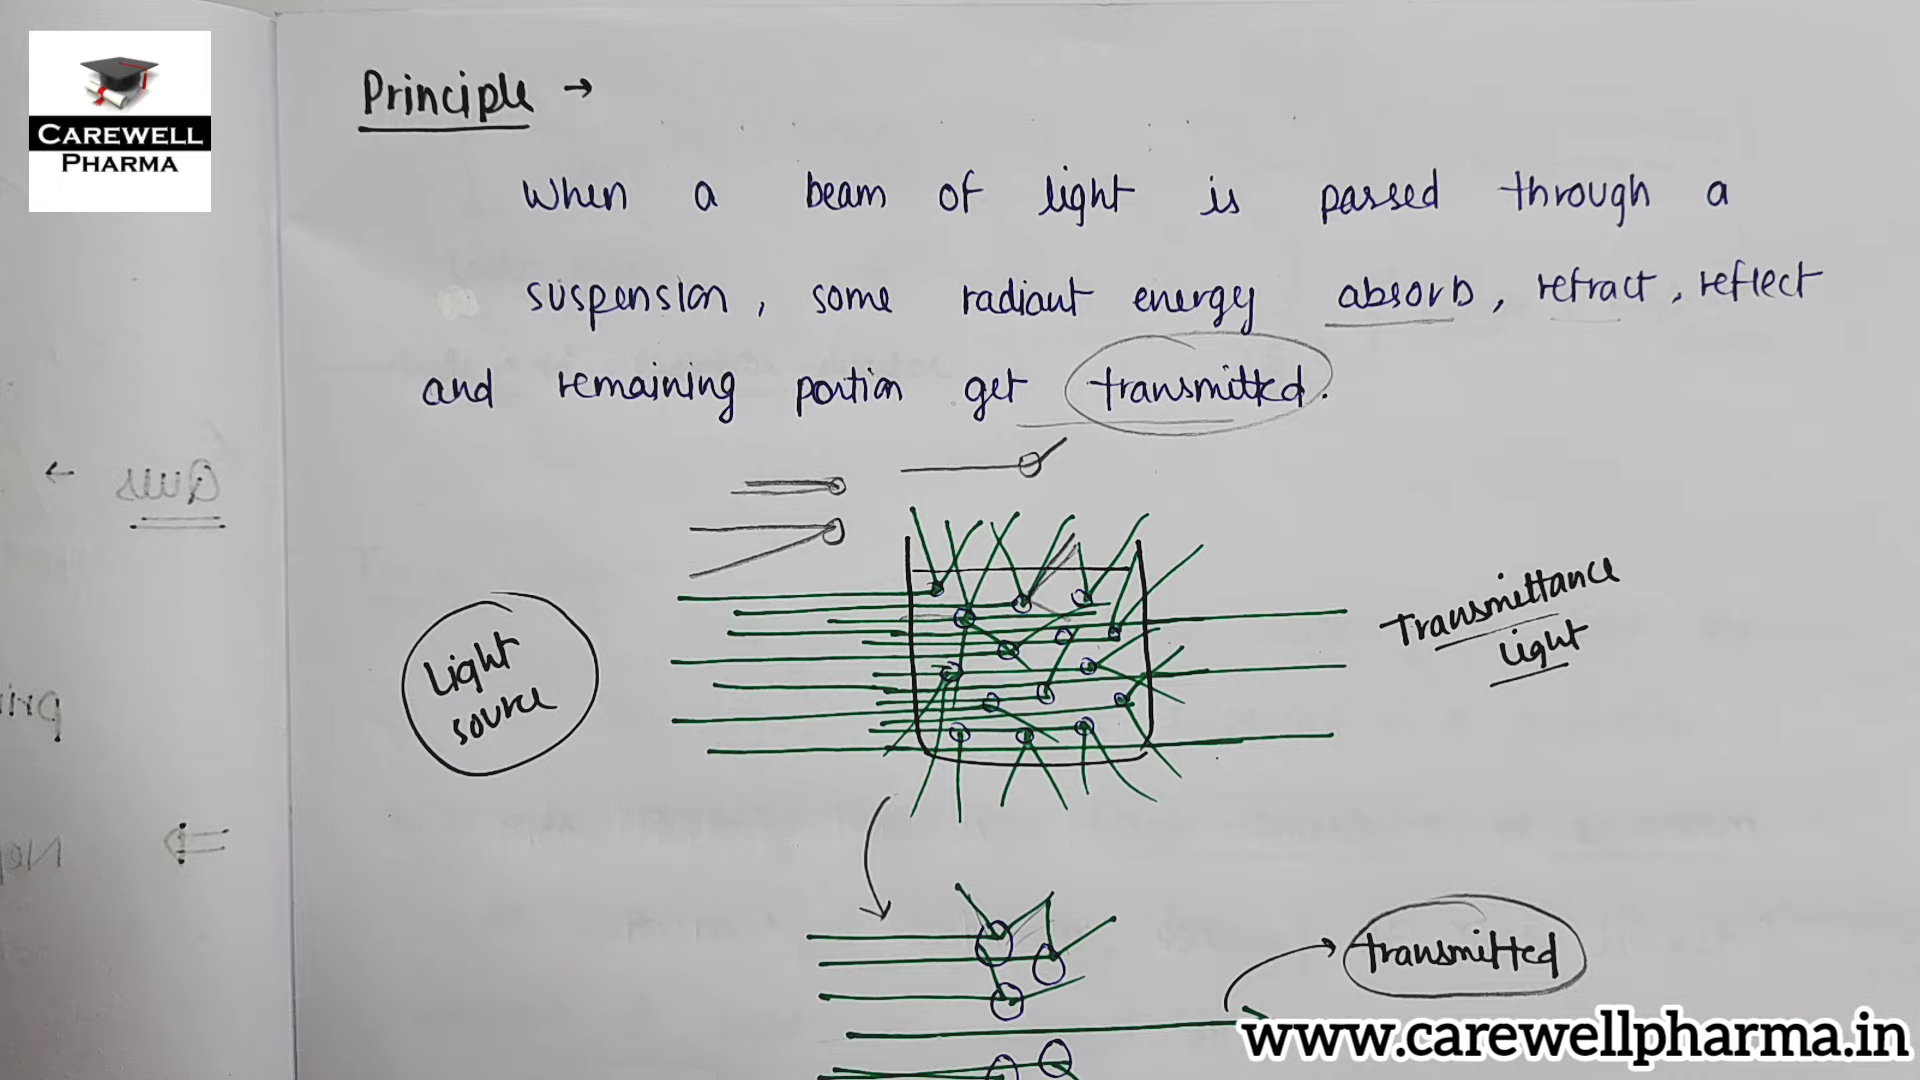 CAREWELL
PHARMA
Principle →
When a beam of light is passed through a
suspension, some radiant energy absorb, refract, reflect
and remaining portion get transmitted.
Light
source
Transmittance
light
transmitted
www.carewellpharma.in